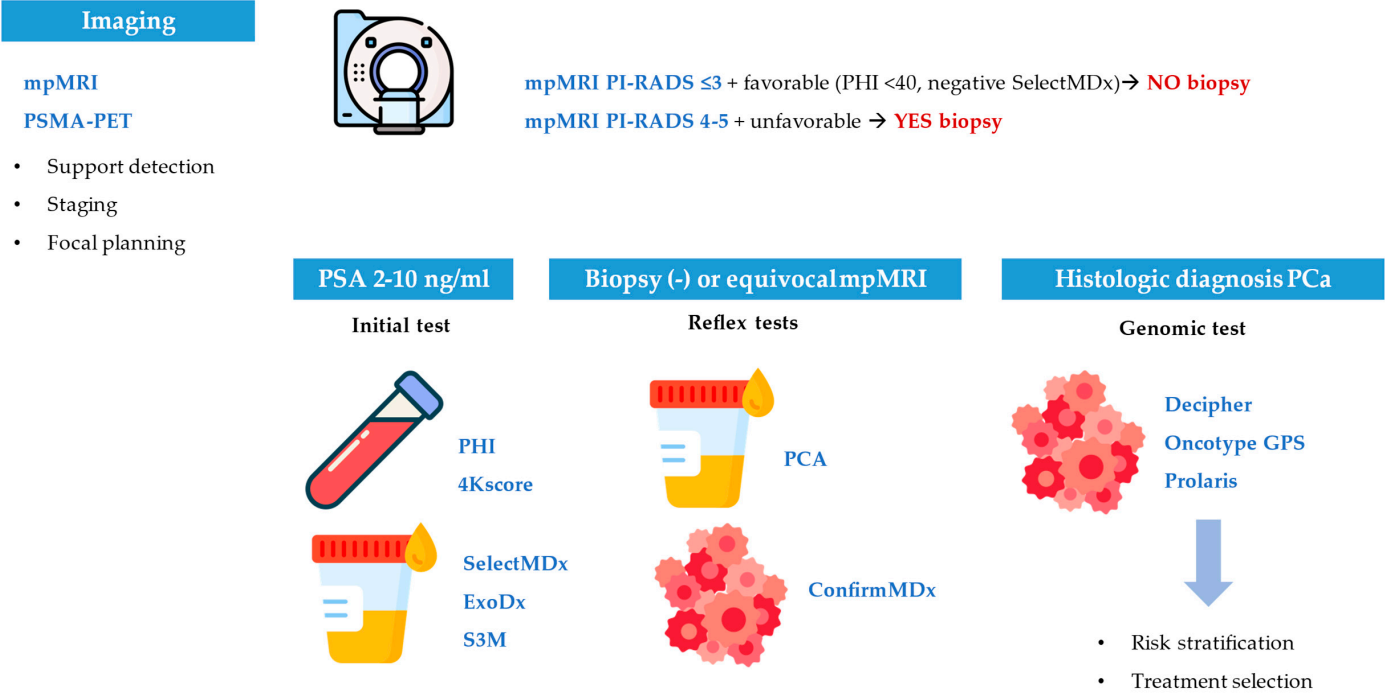 Imaging
mpMRI
PSMA-PET
• Support detection
• Staging
• Focal planning
mpMRI PI-RADS ≤3 + favorable (PHI <40, negative SelectMDx)→ NO biopsy
mpMRI PI-RADS 4-5 + unfavorable → YES biopsy
PSA 2-10 ng/ml
Initial test
PHI
4Kscore
SelectMDx
ExoDx
S3M
Biopsy (-) or equivocalmpMRI
Reflex tests
PCA
ConfirmMDx
Histologic diagnosis PCa
Genomic test
Decipher
Oncotype GPS
Prolaris
• Risk stratification
• Treatment selection